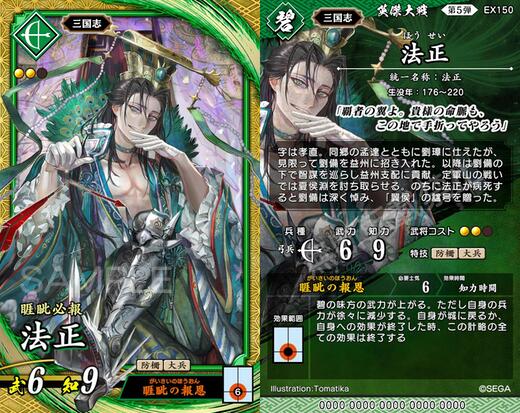 三国志
SAMPLE
睚眦必報
法正
防柵 大兵
武6 知9
がいさいのほうおん
睚眦の報恩
6
碧
三国志
英傑大戦
第5弾
EX150
ほう せい
法正
統一名称:法正
生没年:176~220
「覇者の翼よ。貴様の命脈も、
この地で手折ってやろう」
字は孝直。同郷の孟達とともに劉璋に仕えたが、
見限って劉備を益州に招き入れた。以降は劉備の
下で智謀を巡らし益州支配に貢献。定軍山の戦い
では夏侯淵を討ち取らせる。のちに法正が病死す
ると劉備は深く悼み、「翼侯」の諡号を贈った。
兵種 武力 知力 武将コスト
弓兵 6 9 特技 防柵 大兵
がいさいのほうおん 必要士気 効果時間
睚眦の報恩 6 知力時間
効果範囲
碧の味方の武力が上がる。ただし自身の兵
力が徐々に減少する。自身が城に戻るか、
自身への効果が終了した時、この計略の全
ての効果は終了する
Illustration:Tomatika
©SEGA
0000 0000 0000 0000 0000